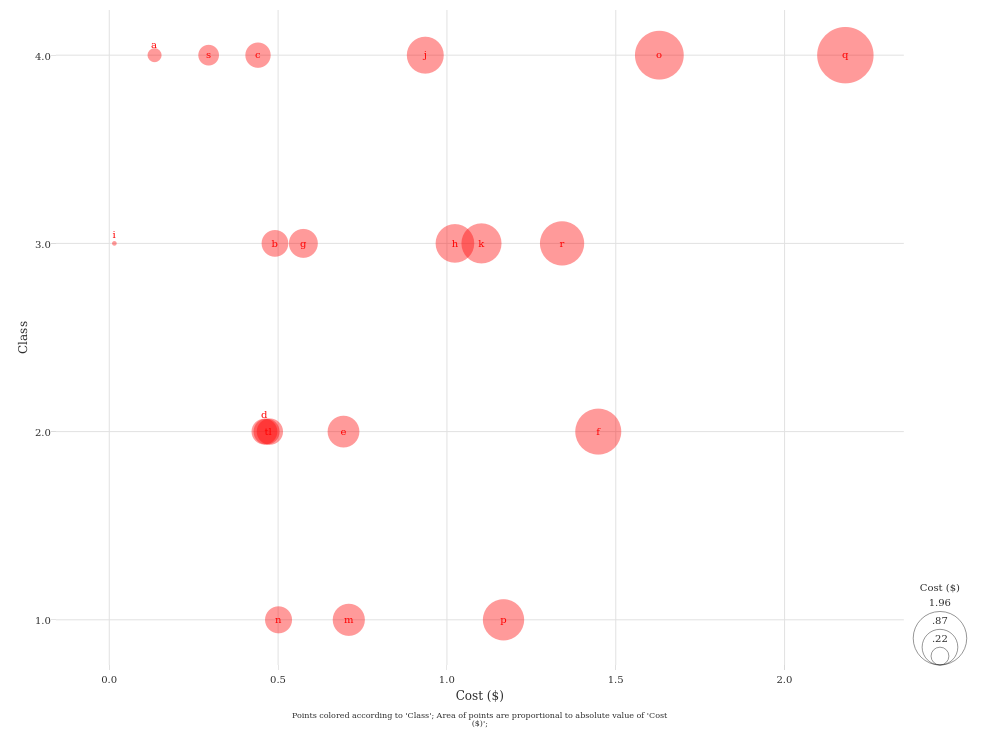 a
s
c
j
o
q
4.0
i
b
g
h
k
r
3.0
d
e
f
2.0
n
m
p
1.0
Class
0.0
0.5
1.0
1.5
2.0
Cost ($)
Cost ($)
1.96
.87
.22
Points colored according to 'Class'; Area of points are proportional to absolute value of 'Cost
($)';